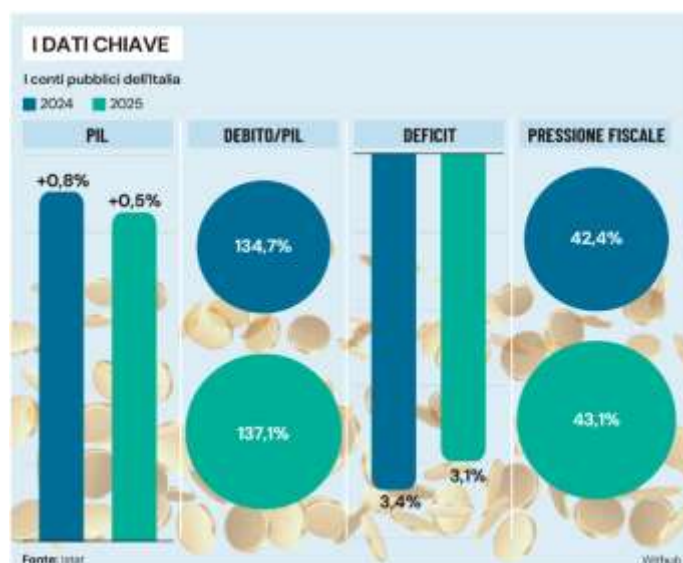 I DATI CHIAVE
I conti pubblici dell'Italia
2024 2025
PIL
+0,8%
+0,5%
DEBITO/PIL
134,7%
137,1%
DEFICIT
3,4%
3,1%
PRESSIONE FISCALE
42,4%
43,1%
Fonte: Istat
Withub